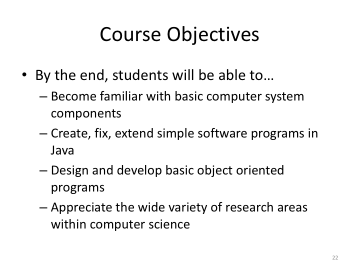 Course Objectives
• By the end, students will be able to…
– Become familiar with basic computer system
components
– Create, fix, extend simple software programs in
Java
– Design and develop basic object oriented
programs
– Appreciate the wide variety of research areas
within computer science
22